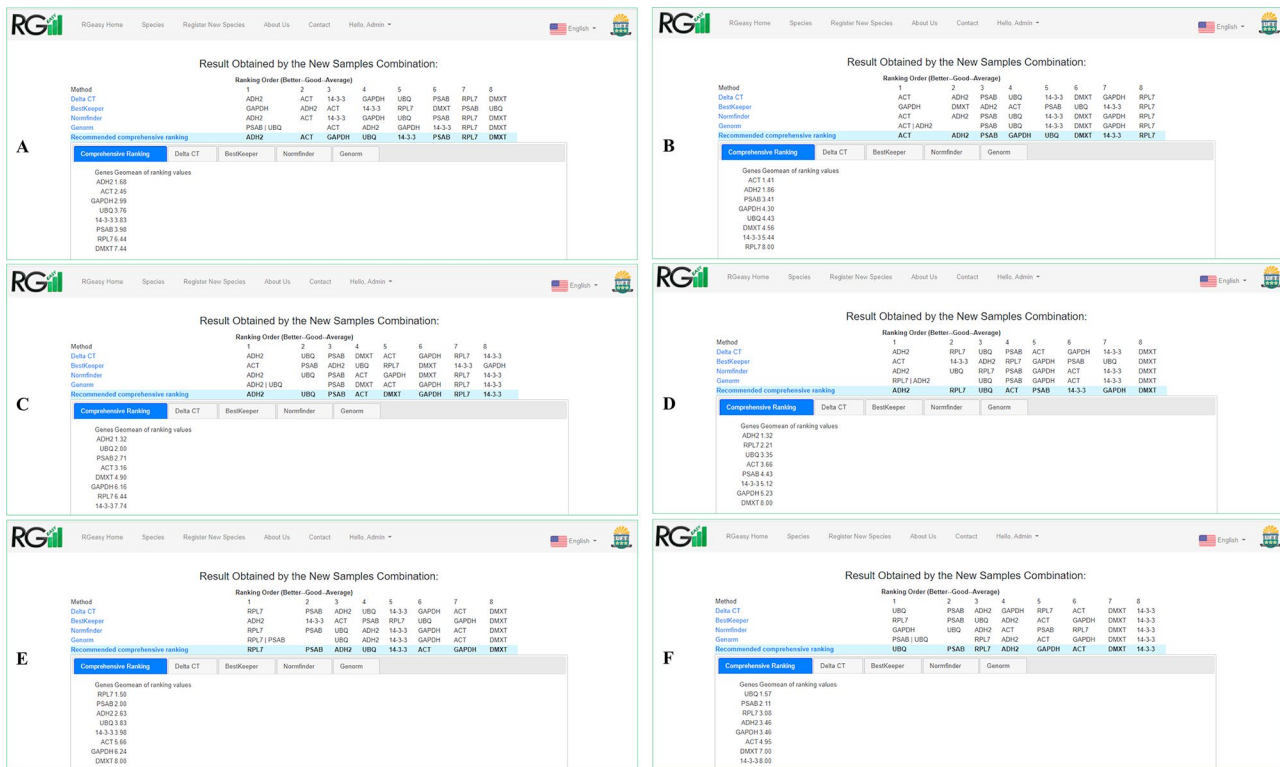 RG EASY RGeasy Home Species Register New Species About Us Contact Hello, Admin English UFT
Result Obtained by the New Samples Combination:
Ranking Order (Better--Good--Average)
Method 1 2 3 4 5 6 7 8
Delta CT ADH2 ACT 14-3-3 GAPDH UBQ PSAB RPL7 DMXT
BestKeeper GAPDH ADH2 ACT 14-3-3 RPL7 DMXT PSAB UBQ
Normfinder ADH2 ACT 14-3-3 GAPDH UBQ PSAB RPL7 DMXT
Genorm PSAB | UBQ ACT ADH2 GAPDH 14-3-3 RPL7 DMXT
Recommended comprehensive ranking ADH2 ACT GAPDH UBQ 14-3-3 PSAB RPL7 DMXT
A
Comprehensive Ranking Delta CT BestKeeper Normfinder Genorm
Genes Geomean of ranking values
ADH2 1.68
ACT 2.45
GAPDH 2.99
UBQ 3.76
14-3-3 3.83
PSAB 3.98
RPL7 6.44
DMXT 7.44
RG EASY RGeasy Home Species Register New Species About Us Contact Hello, Admin English UFT
Result Obtained by the New Samples Combination:
Ranking Order (Better--Good--Average)
Method 1 2 3 4 5 6 7 8
Delta CT ACT ADH2 PSAB UBQ 14-3-3 DMXT GAPDH RPL7
BestKeeper GAPDH DMXT ADH2 ACT PSAB UBQ 14-3-3 RPL7
Normfinder ACT ADH2 PSAB UBQ 14-3-3 DMXT GAPDH RPL7
Genorm ACT | ADH2 PSAB UBQ 14-3-3 DMXT GAPDH RPL7
Recommended comprehensive ranking ACT ADH2 PSAB GAPDH UBQ DMXT 14-3-3 RPL7
B
Comprehensive Ranking Delta CT BestKeeper Normfinder Genorm
Genes Geomean of ranking values
ACT 1.41
ADH2 1.86
PSAB 3.41
GAPDH 4.30
UBQ 4.43
DMXT 4.56
14-3-3 5.44
RPL7 8.00
RG EASY RGeasy Home Species Register New Species About Us Contact Hello, Admin English UFT
Result Obtained by the New Samples Combination:
Ranking Order (Better--Good--Average)
Method 1 2 3 4 5 6 7 8
Delta CT ADH2 UBQ PSAB DMXT ACT GAPDH RPL7 14-3-3
BestKeeper ACT PSAB ADH2 UBQ RPL7 DMXT 14-3-3 GAPDH
Normfinder ADH2 UBQ PSAB ACT GAPDH DMXT RPL7 14-3-3
Genorm ADH2 | UBQ PSAB DMXT ACT GAPDH RPL7 14-3-3
Recommended comprehensive ranking ADH2 UBQ PSAB ACT DMXT GAPDH RPL7 14-3-3
C
Comprehensive Ranking Delta CT BestKeeper Normfinder Genorm
Genes Geomean of ranking values
ADH2 1.32
UBQ 2.00
PSAB 2.71
ACT 3.16
DMXT 4.90
GAPDH 6.16
RPL7 6.44
14-3-3 7.74
RG EASY RGeasy Home Species Register New Species About Us Contact Hello, Admin English UFT
Result Obtained by the New Samples Combination:
Ranking Order (Better--Good--Average)
Method 1 2 3 4 5 6 7 8
Delta CT ADH2 RPL7 UBQ PSAB ACT GAPDH 14-3-3 DMXT
BestKeeper ACT 14-3-3 ADH2 RPL7 GAPDH PSAB UBQ DMXT
Normfinder ADH2 UBQ RPL7 PSAB ACT GAPDH 14-3-3 DMXT
Genorm RPL7 | ADH2 UBQ PSAB GAPDH ACT 14-3-3 DMXT
Recommended comprehensive ranking ADH2 RPL7 UBQ ACT PSAB 14-3-3 GAPDH DMXT
D
Comprehensive Ranking Delta CT BestKeeper Normfinder Genorm
Genes Geomean of ranking values
ADH2 1.32
RPL7 2.21
UBQ 3.35
ACT 3.66
PSAB 4.43
14-3-3 5.12
GAPDH 5.23
DMXT 8.00
RG EASY RGeasy Home Species Register New Species About Us Contact Hello, Admin English UFT
Result Obtained by the New Samples Combination:
Ranking Order (Better--Good--Average)
Method 1 2 3 4 5 6 7 8
Delta CT RPL7 PSAB ADH2 UBQ 14-3-3 GAPDH ACT DMXT
BestKeeper ADH2 14-3-3 ACT PSAB RPL7 UBQ GAPDH DMXT
Normfinder RPL7 PSAB UBQ ADH2 14-3-3 GAPDH ACT DMXT
Genorm RPL7 | PSAB UBQ ADH2 14-3-3 GAPDH ACT DMXT
Recommended comprehensive ranking RPL7 PSAB ADH2 UBQ 14-3-3 ACT GAPDH DMXT
E
Comprehensive Ranking Delta CT BestKeeper Normfinder Genorm
Genes Geomean of ranking values
RPL7 1.50
PSAB 2.00
ADH2 2.63
UBQ 3.83
14-3-3 3.98
ACT 5.66
GAPDH 6.24
DMXT 8.00
RG EASY RGeasy Home Species Register New Species About Us Contact Hello, Admin English UFT
Result Obtained by the New Samples Combination:
Ranking Order (Better--Good--Average)
Method 1 2 3 4 5 6 7 8
Delta CT UBQ PSAB ADH2 GAPDH RPL7 ACT DMXT 14-3-3
BestKeeper RPL7 PSAB UBQ ADH2 ACT GAPDH DMXT 14-3-3
Normfinder GAPDH UBQ ADH2 ACT PSAB RPL7 DMXT 14-3-3
Genorm PSAB | UBQ RPL7 ADH2 ACT GAPDH DMXT 14-3-3
Recommended comprehensive ranking UBQ PSAB RPL7 ADH2 GAPDH ACT DMXT 14-3-3
F
Comprehensive Ranking Delta CT BestKeeper Normfinder Genorm
Genes Geomean of ranking values
UBQ 1.57
PSAB 2.11
RPL7 3.08
ADH2 3.46
GAPDH 3.46
ACT 4.95
DMXT 7.00
14-3-3 8.00